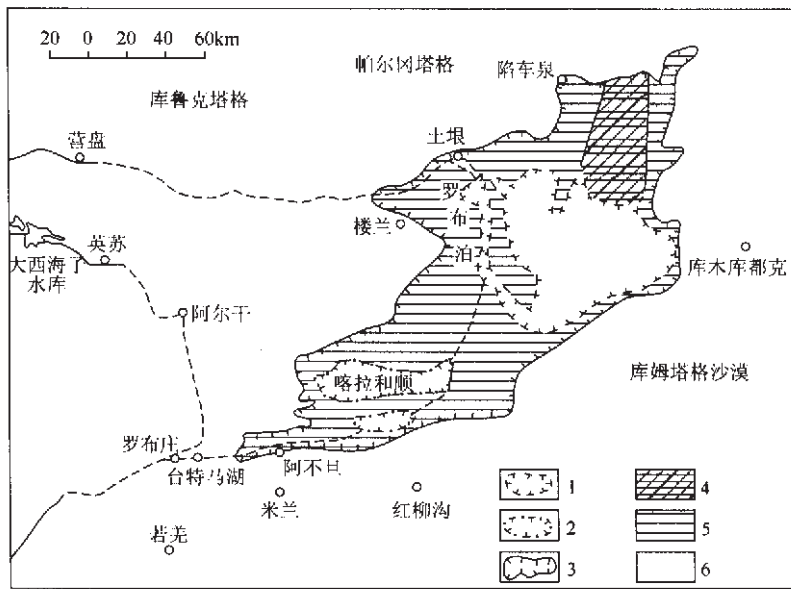 20 0 20 40 60km
帕尔冈塔格
陷车泉
库鲁克塔格
营盘
土垠
罗布泊
楼兰
英苏
大西海子
水库
库木库都克
阿尔干
库姆塔格沙漠
喀拉和顺
罗布庄
台特马湖
阿不旦
米兰
红柳沟
若羌
1
2
3
4
5
6